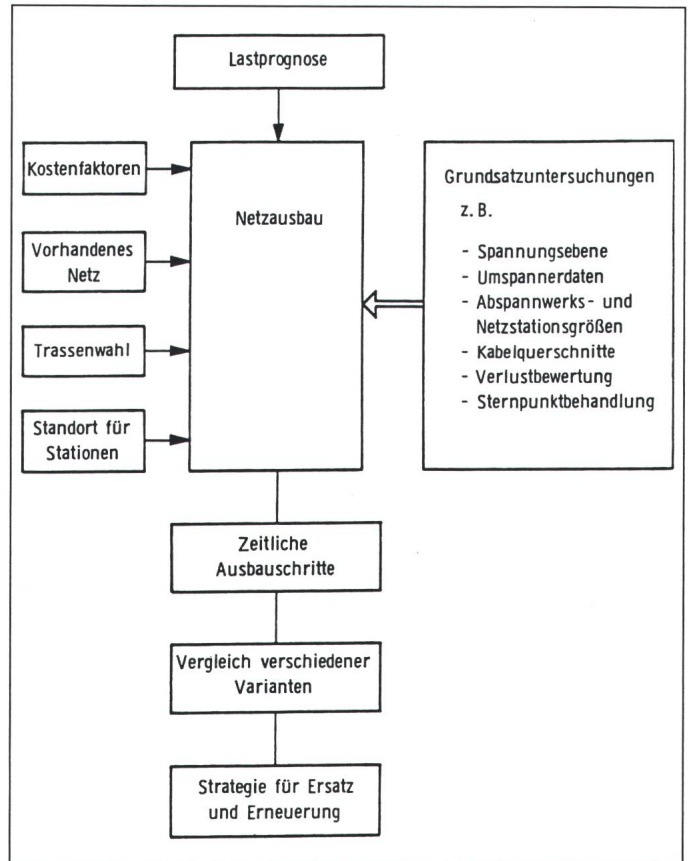 Lastprognose
Kostenfaktoren
Vorhandenes
Netz
Trassenwahl
Standort für
Stationen
Netzausbau
Grundsatzuntersuchungen
z. B.
- Spannungsebene
- Umspannerdaten
- Abspannwerks- und
Netzstationsgrößen
- Kabelquerschnitte
- Verlustbewertung
- Sternpunktbehandlung
Zeitliche
Ausbauschritte
Vergleich verschiedener
Varianten
Strategie für Ersatz
und Erneuerung